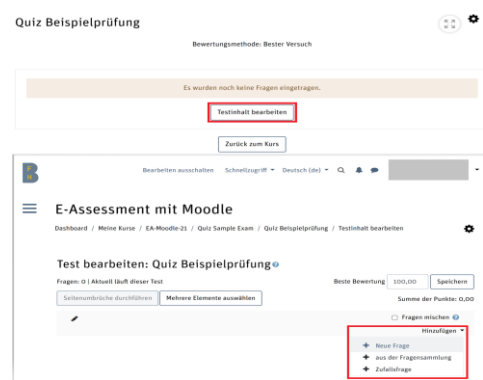 Quiz Beispielprüfung
Bewertungsmethode: Bester Versuch
Es wurden noch keine Fragen eingetragen.
Testinhalt bearbeiten
Zurück zum Kurs
B
F H
Bearbeiten ausschalten Schnellzugriff Deutsch (de)
E-Assessment mit Moodle
Dashboard / Meine Kurse / EA-Moodle-21 / Quiz Sample Exam / Quiz Beispielprüfung / Testinhalt bearbeiten
Test bearbeiten: Quiz Beispielprüfung
Fragen: 0 | Aktuell läuft dieser Test
Beste Bewertung 100,00 Speichern
Seitenumbrüche durchführen Mehrere Elemente auswählen
Summe der Punkte: 0,00
Fragen mischen
Hinzufügen
+ Neue Frage
+ aus der Fragensammlung
+ Zufallsfrage